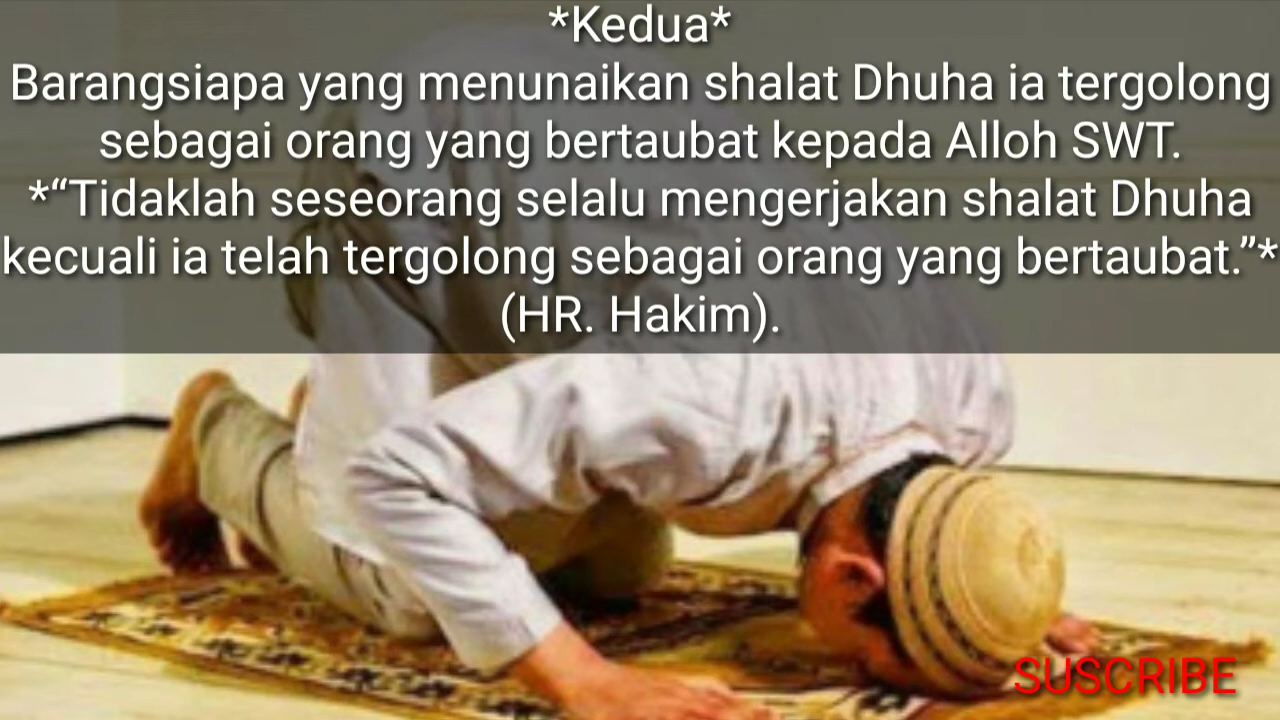 *Kedua*
Barangsiapa yang menunaikan shalat Dhuha ia tergolong
sebagai orang yang bertaubat kepada Alloh SWT.
*“Tidaklah seseorang selalu mengerjakan shalat Dhuha
kecuali ia telah tergolong sebagai orang yang bertaubat.”*
(HR. Hakim).
SUSCRIBE